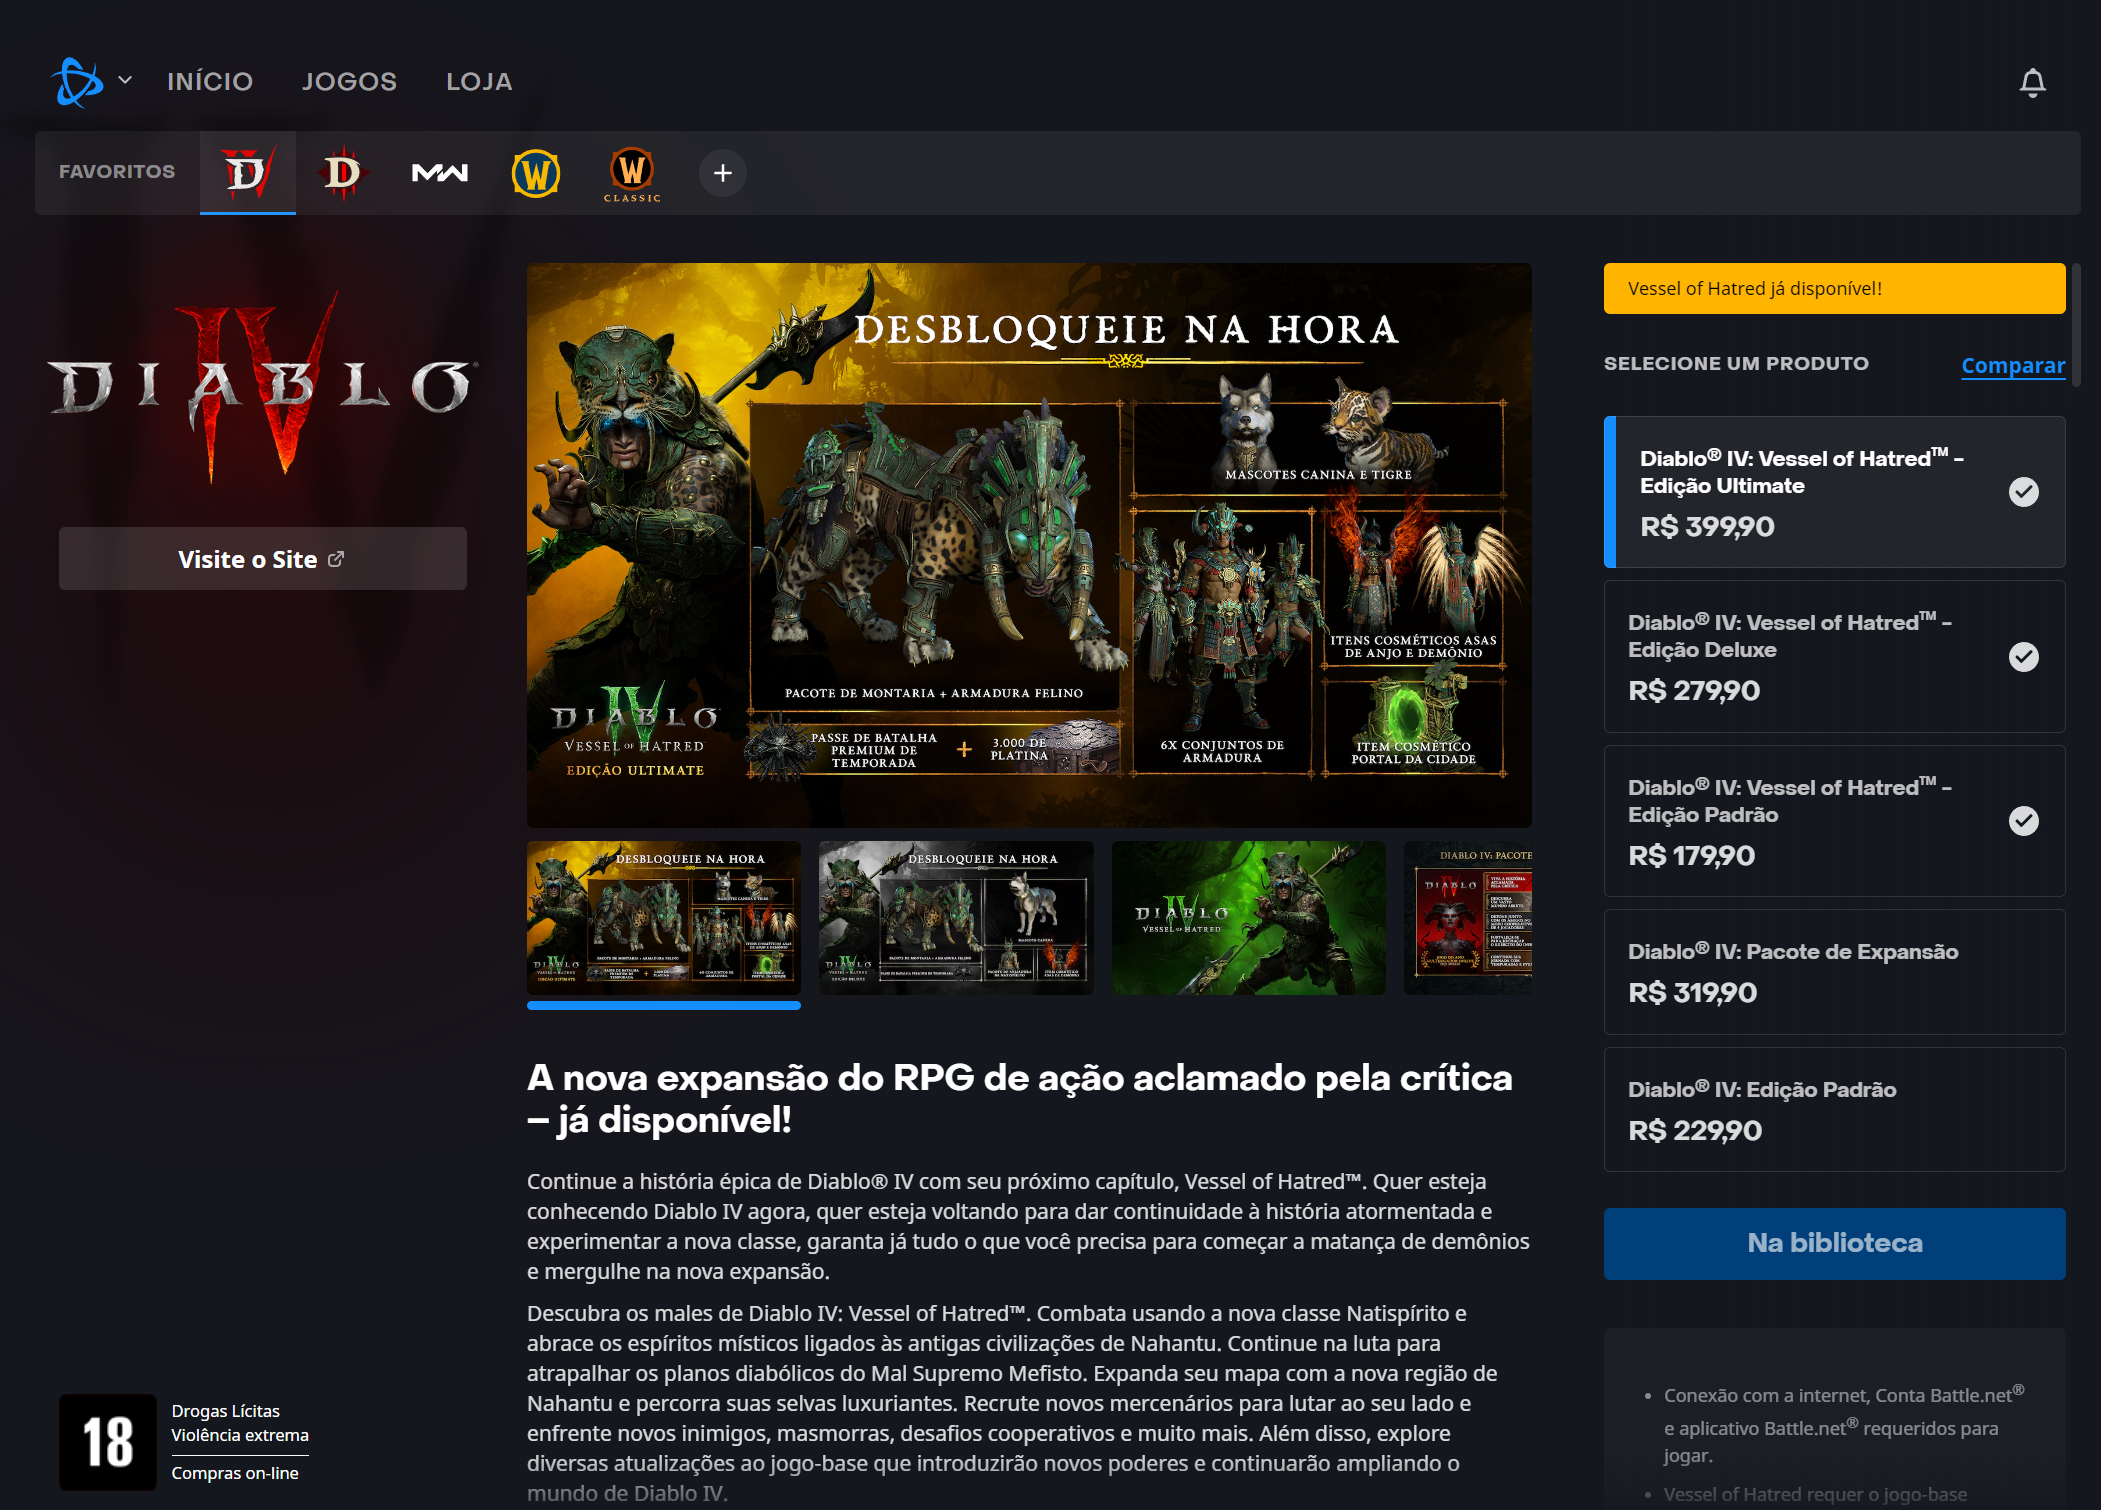 INÍCIO
JOGOS
LOJA
FAVORITOS
CLASSIC
DIABLO IV
Visite o Site
DESBLOQUEIE NA HORA
MASCOTES CANINA E TIGRE
PACOTE DE MONTARIA + ARMADURA FELINO
ITENS COSMÉTICOS ASAS
DE ANJO E DEMÔNIO
6X CONJUNTOS DE
ARMADURA
ITEM COSMÉTICO
PORTAL DA CIDADE
PASSE DE BATALHA
PREMIUM DE
TEMPORADA
+
3.000 DE
PLATINA
DIABLO IV
VESSEL OF HATRED
EDIÇÃO ULTIMATE
DESBLOQUEIE NA HORA
DESBLOQUEIE NA HORA
DIABLO IV
VESSEL OF HATRED
DIABLO IV: PACOTE
DIABLO
A nova expansão do RPG de ação aclamado pela crítica
– já disponível!
Continue a história épica de Diablo® IV com seu próximo capítulo, Vessel of Hatred™. Quer esteja
conhecendo Diablo IV agora, quer esteja voltando para dar continuidade à história atormentada e
experimentar a nova classe, garanta já tudo o que você precisa para começar a matança de demônios
e mergulhe na nova expansão.
Descubra os males de Diablo IV: Vessel of Hatred™. Combata usando a nova classe Natispírito e
abrace os espíritos místicos ligados às antigas civilizações de Nahantu. Continue na luta para
atrapalhar os planos diabólicos do Mal Supremo Mefisto. Expanda seu mapa com a nova região de
Nahantu e percorra suas selvas luxuriantes. Recrute novos mercenários para lutar ao seu lado e
enfrente novos inimigos, masmorras, desafios cooperativos e muito mais. Além disso, explore
diversas atualizações ao jogo-base que introduzirão novos poderes e continuarão ampliando o
mundo de Diablo IV.
Vessel of Hatred já disponível!
SELECIONE UM PRODUTO
Comparar
Diablo® IV: Vessel of Hatred™ –
Edição Ultimate
R$ 399,90
Diablo® IV: Vessel of Hatred™ –
Edição Deluxe
R$ 279,90
Diablo® IV: Vessel of Hatred™ –
Edição Padrão
R$ 179,90
Diablo® IV: Pacote de Expansão
R$ 319,90
Diablo® IV: Edição Padrão
R$ 229,90
Na biblioteca
• Conexão com a internet, Conta Battle.net®
e aplicativo Battle.net® requeridos para
jogar.
• Vessel of Hatred requer o jogo-base
18
Drogas Lícitas
Violência extrema
Compras on-line